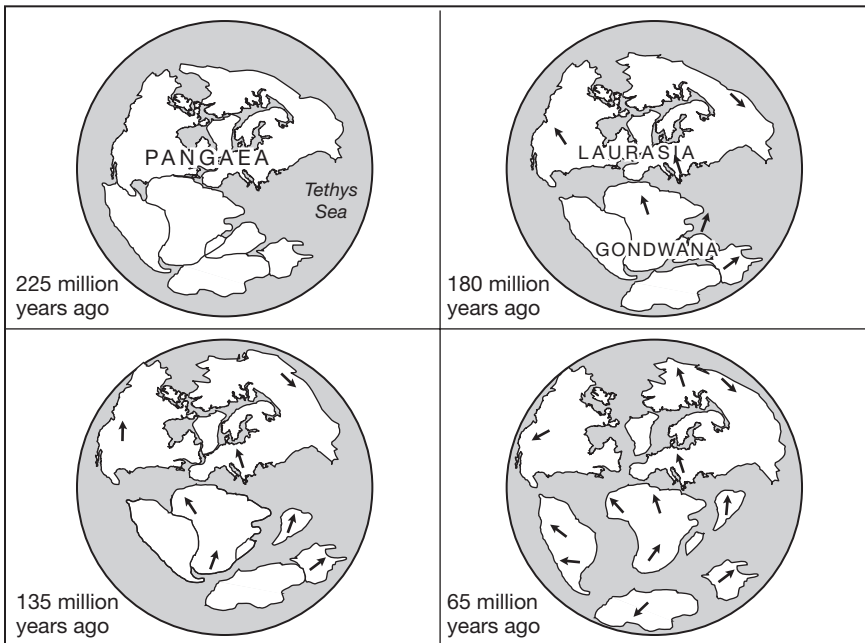 PANGAEA
Tethys
Sea
225 million
years ago
LAURASIA
GONDWANA
180 million
years ago
135 million
years ago
65 million
years ago